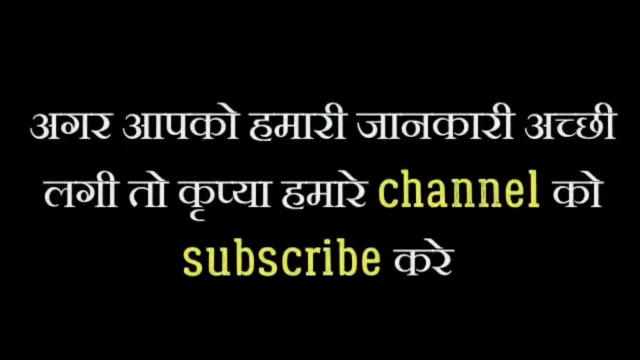 अगर आपको हमारी जानकारी अच्छी
लगी तो कृप्या हमारे channel को
subscribe करे